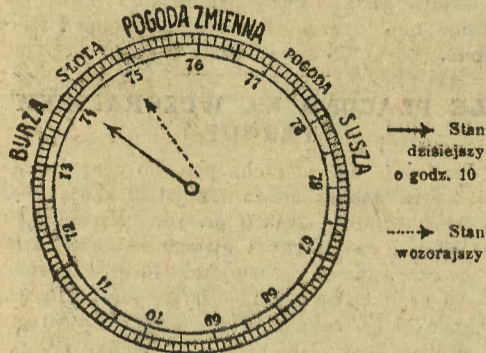 BURZA
SŁOTA
POGODA ZMIENNA
POGODA
SUSZA
73
74
75
76
77
78
79
67
68
69
70
71
72
Stan
dzisiejszy
o godz. 10
Stan
wczorajszy